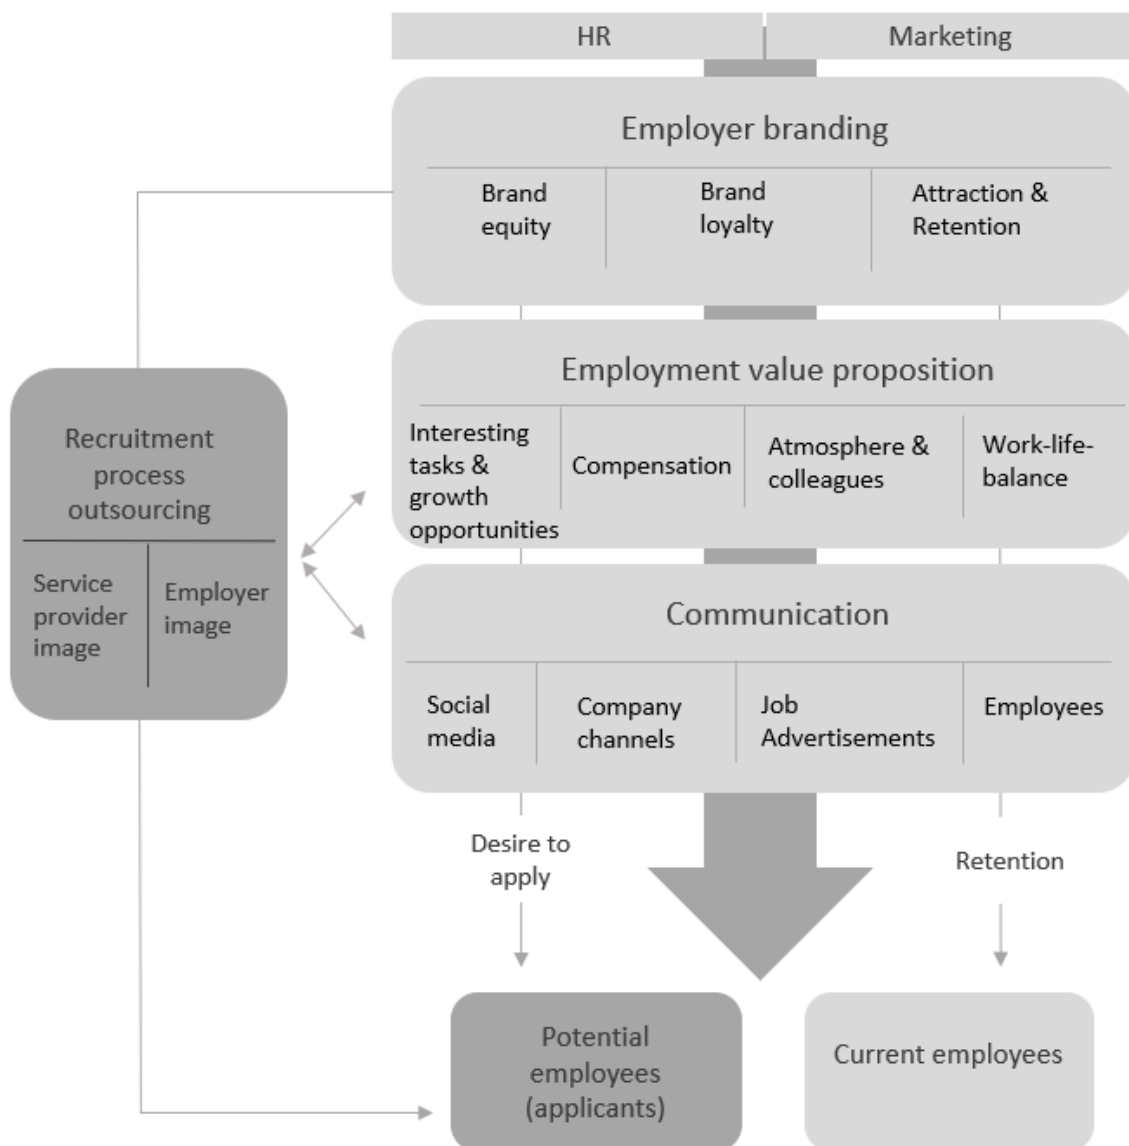 HR
Marketing
Employer branding
Brand
equity
Brand
loyalty
Attraction &
Retention
Employment value proposition
Interesting
tasks &
growth
opportunities
Compensation
Atmosphere &
colleagues
Work-life-
balance
Recruitment
process
outsourcing
Service
provider
image
Employer
image
Communication
Social
media
Company
channels
Job
Advertisements
Employees
Desire to
apply
Retention
Potential
employees
(applicants)
Current employees